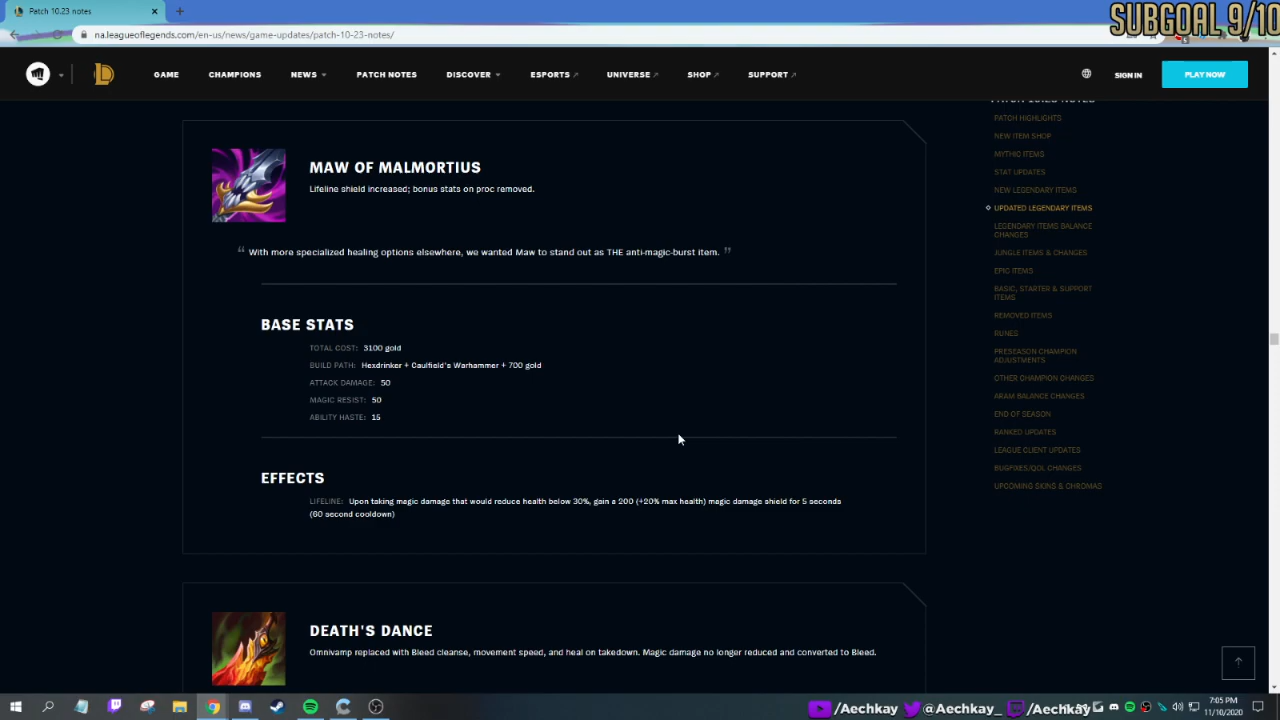 Patch 10.23 notes
SUBGOAL 9/10
na.leagueoflegends.com/en-us/news/game-updates/patch-10-23-notes/
GAME
CHAMPIONS
NEWS
PATCH NOTES
DISCOVER
ESPORTS
UNIVERSE
SHOP
SUPPORT
SIGN IN
PLAY NOW
MAW OF MALMORTIUS
Lifeline shield increased; bonus stats on proc removed.
“ With more specialized healing options elsewhere, we wanted Maw to stand out as THE anti-magic-burst item. ”
BASE STATS
TOTAL COST: 3100 gold
BUILD PATH: Hexdrinker + Caulfield's Warhammer + 700 gold
ATTACK DAMAGE: 50
MAGIC RESIST: 50
ABILITY HASTE: 15
EFFECTS
LIFELINE: Upon taking magic damage that would reduce health below 30%, gain a 200 (+20% max health) magic damage shield for 5 seconds
(60 second cooldown)
DEATH'S DANCE
Omnivamp replaced with Bleed cleanse, movement speed, and heal on takedown. Magic damage no longer reduced and converted to Bleed.
PATCH 10.23 NOTES
PATCH HIGHLIGHTS
NEW ITEM SHOP
MYTHIC ITEMS
STAT UPDATES
NEW LEGENDARY ITEMS
UPDATED LEGENDARY ITEMS
LEGENDARY ITEMS BALANCE
CHANGES
JUNGLE ITEMS & CHANGES
EPIC ITEMS
BASIC, STARTER & SUPPORT
ITEMS
REMOVED ITEMS
RUNES
PRESEASON CHAMPION
ADJUSTMENTS
OTHER CHAMPION CHANGES
ARAM BALANCE CHANGES
END OF SEASON
RANKED UPDATES
LEAGUE CLIENT UPDATES
BUGFIXES/QOL CHANGES
UPCOMING SKINS & CHROMAS
/Aechkay
@Aechkay_
/Aechkay
7:05 PM
11/10/2020